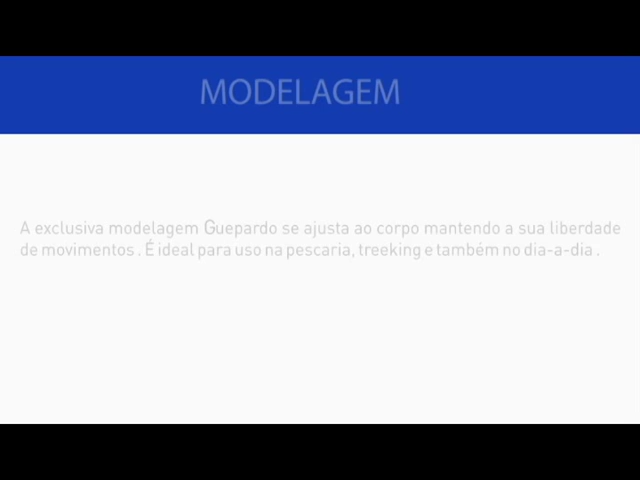 MODELAGEM
A exclusiva modelagem Guepardo se ajusta ao corpo mantendo a sua liberdade
de movimentos . É ideal para uso na pescaria, treeking e também no dia-a-dia .